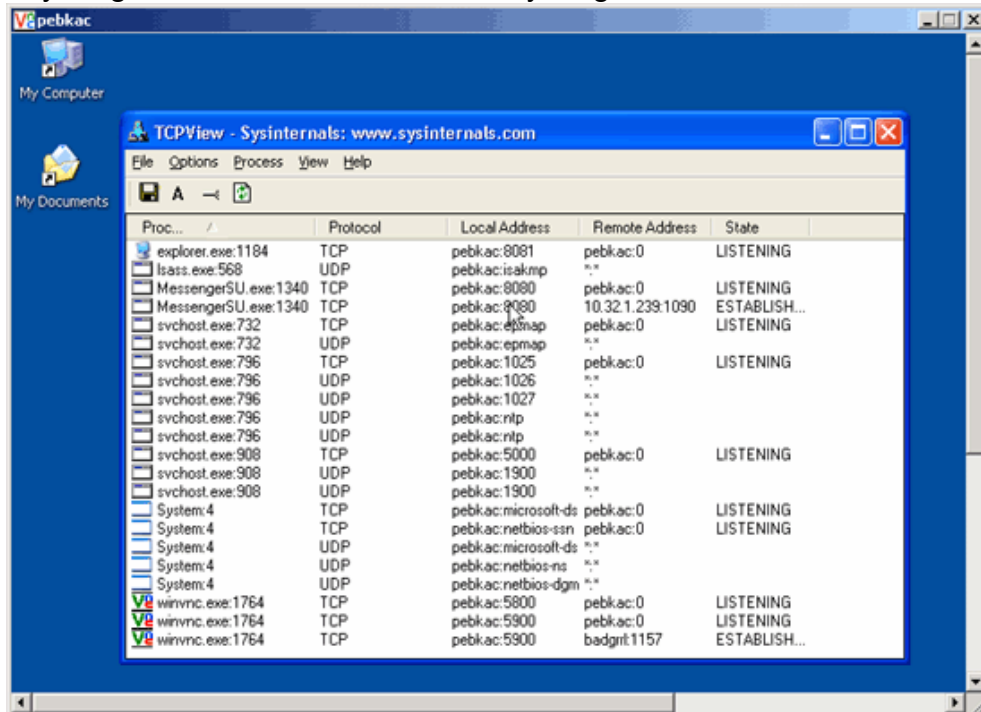 pebkac
My Computer
My Documents
TCPView - Sysinternals: www.sysinternals.com
File Options Process View Help
A
Proc... / Protocol Local Address Remote Address State
explorer.exe:1184 TCP pebkac:8081 pebkac:0 LISTENING
lsass.exe:568 UDP pebkac:isakmp *:*
MessengerSU.exe:1340 TCP pebkac:8080 pebkac:0 LISTENING
MessengerSU.exe:1340 TCP pebkac:8080 10.32.1.239:1090 ESTABLISH...
svchost.exe:732 TCP pebkac:epmap pebkac:0 LISTENING
svchost.exe:732 UDP pebkac:epmap *:*
svchost.exe:796 TCP pebkac:1025 pebkac:0 LISTENING
svchost.exe:796 UDP pebkac:1026 *:*
svchost.exe:796 UDP pebkac:1027 *:*
svchost.exe:796 UDP pebkac:ntp *:*
svchost.exe:796 UDP pebkac:ntp *:*
svchost.exe:908 TCP pebkac:5000 pebkac:0 LISTENING
svchost.exe:908 UDP pebkac:1900 *:*
svchost.exe:908 UDP pebkac:1900 *:*
System:4 TCP pebkac:microsoft-ds pebkac:0 LISTENING
System:4 TCP pebkac:netbios-ssn pebkac:0 LISTENING
System:4 UDP pebkac:microsoft-ds *:*
System:4 UDP pebkac:netbios-ns *:*
System:4 UDP pebkac:netbios-dgm *:*
winvnc.exe:1764 TCP pebkac:5800 pebkac:0 LISTENING
winvnc.exe:1764 TCP pebkac:5900 pebkac:0 LISTENING
winvnc.exe:1764 TCP pebkac:5900 badgrrl:1157 ESTABLISH...